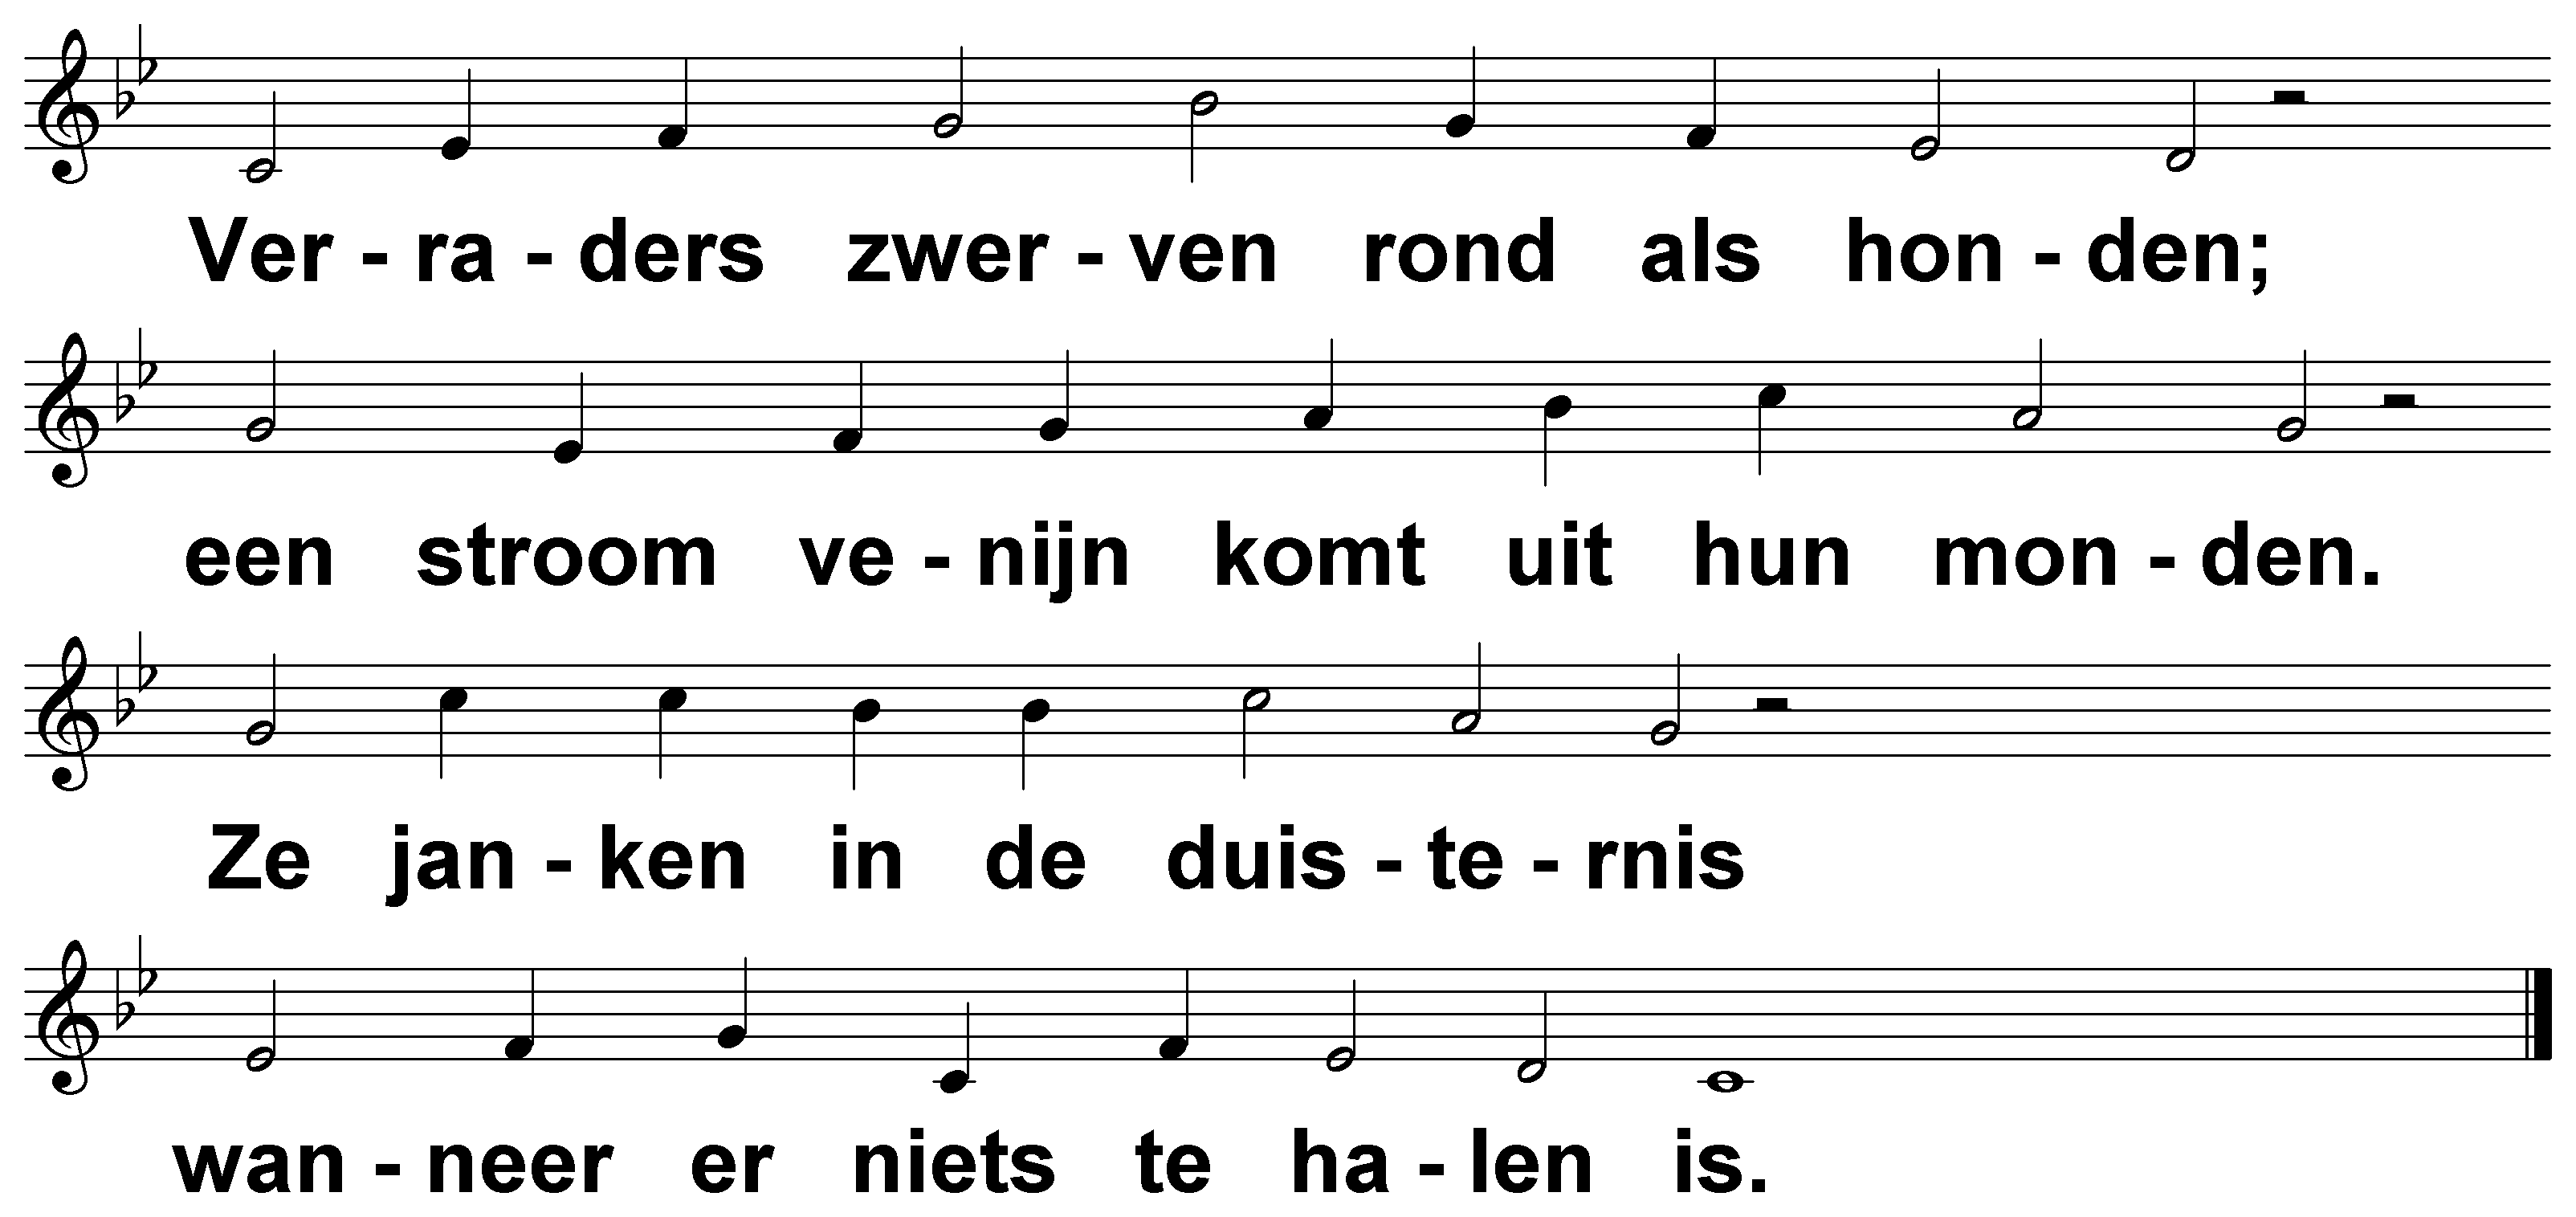 Ver - ra - ders zwer - ven rond als hon - den;
een stroom ve - nijn komt uit hun mon - den.
Ze jan - ken in de duis - te - rnis
wan - neer er niets te ha - len is.